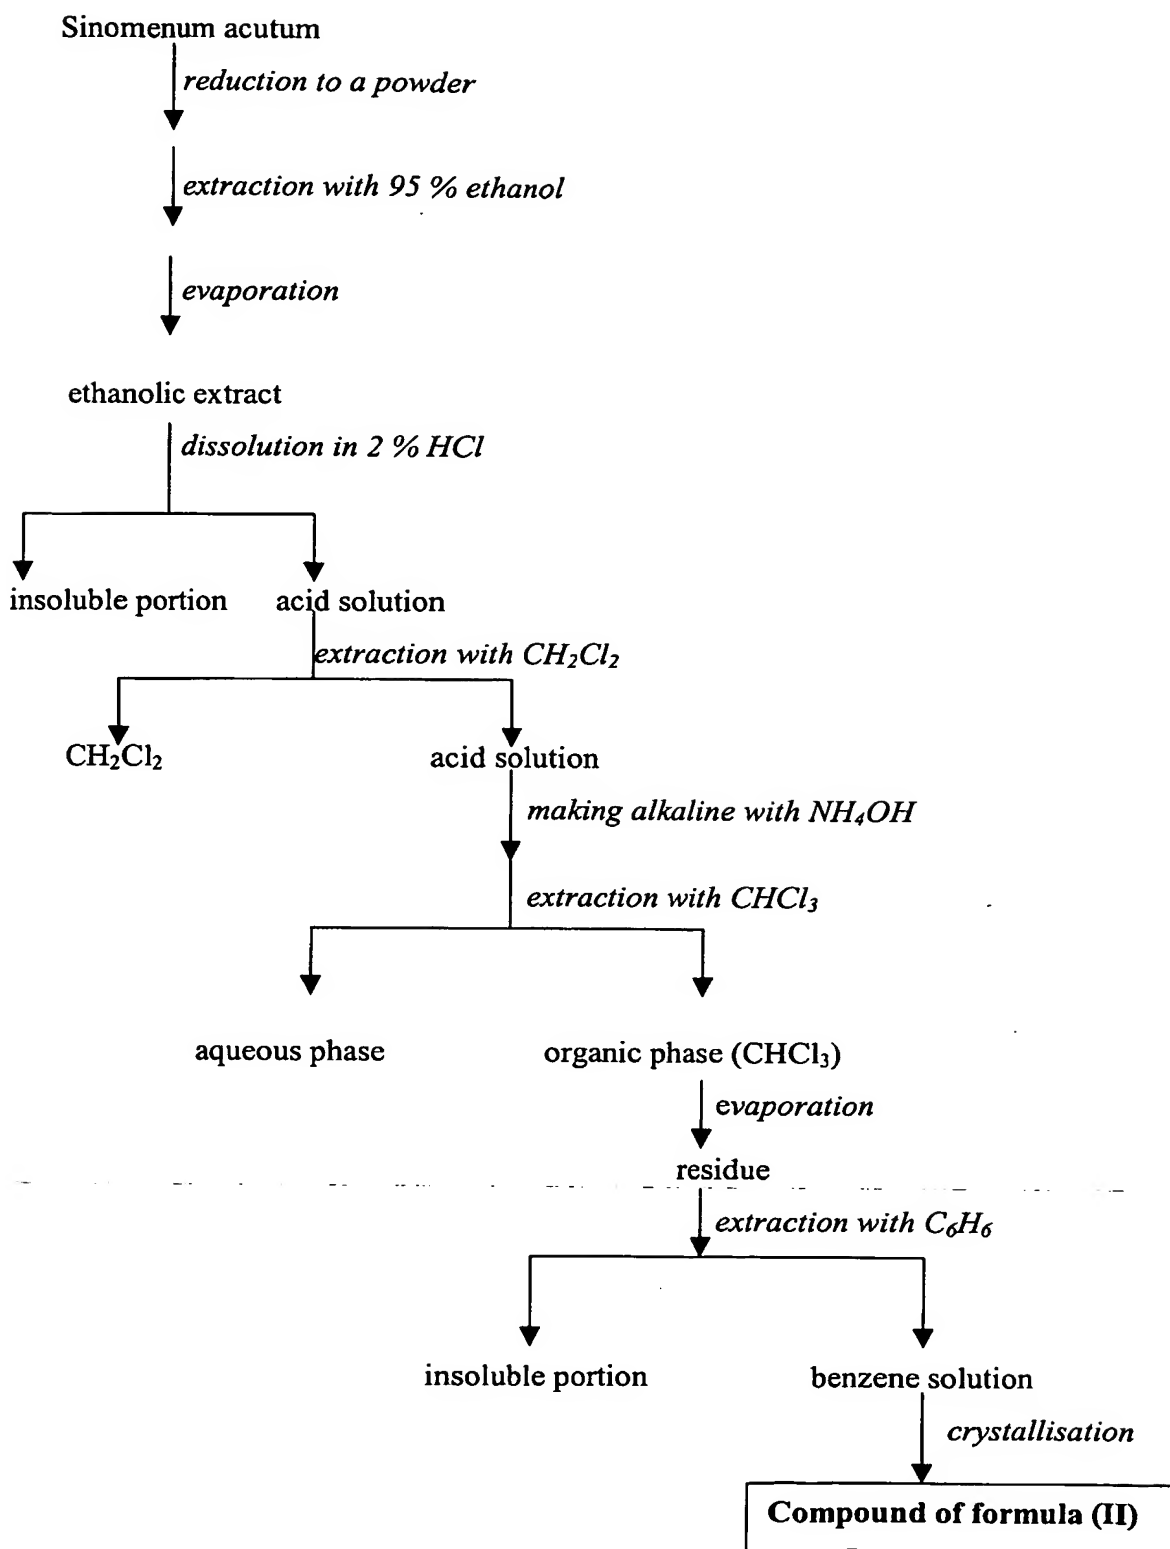 Sinomenum acutum
reduction to a powder
extraction with 95 % ethanol
evaporation
ethanolic extract
dissolution in 2 % HCl
insoluble portion acid solution
extraction with CH₂Cl₂
CH₂Cl₂ acid solution
making alkaline with NH₄OH
extraction with CHCl₃
aqueous phase organic phase (CHCl₃)
evaporation
residue
extraction with C₆H₆
insoluble portion benzene solution
crystallisation
Compound of formula (II)